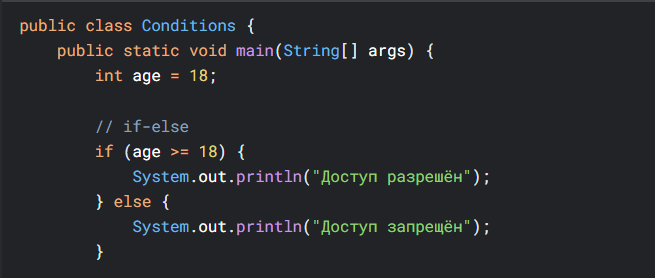 public class Conditions {
public static void main(String[] args) {
int age = 18;
// if-else
if (age >= 18) {
System.out.println("Доступ разрешён");
} else {
System.out.println("Доступ запрещён");
}